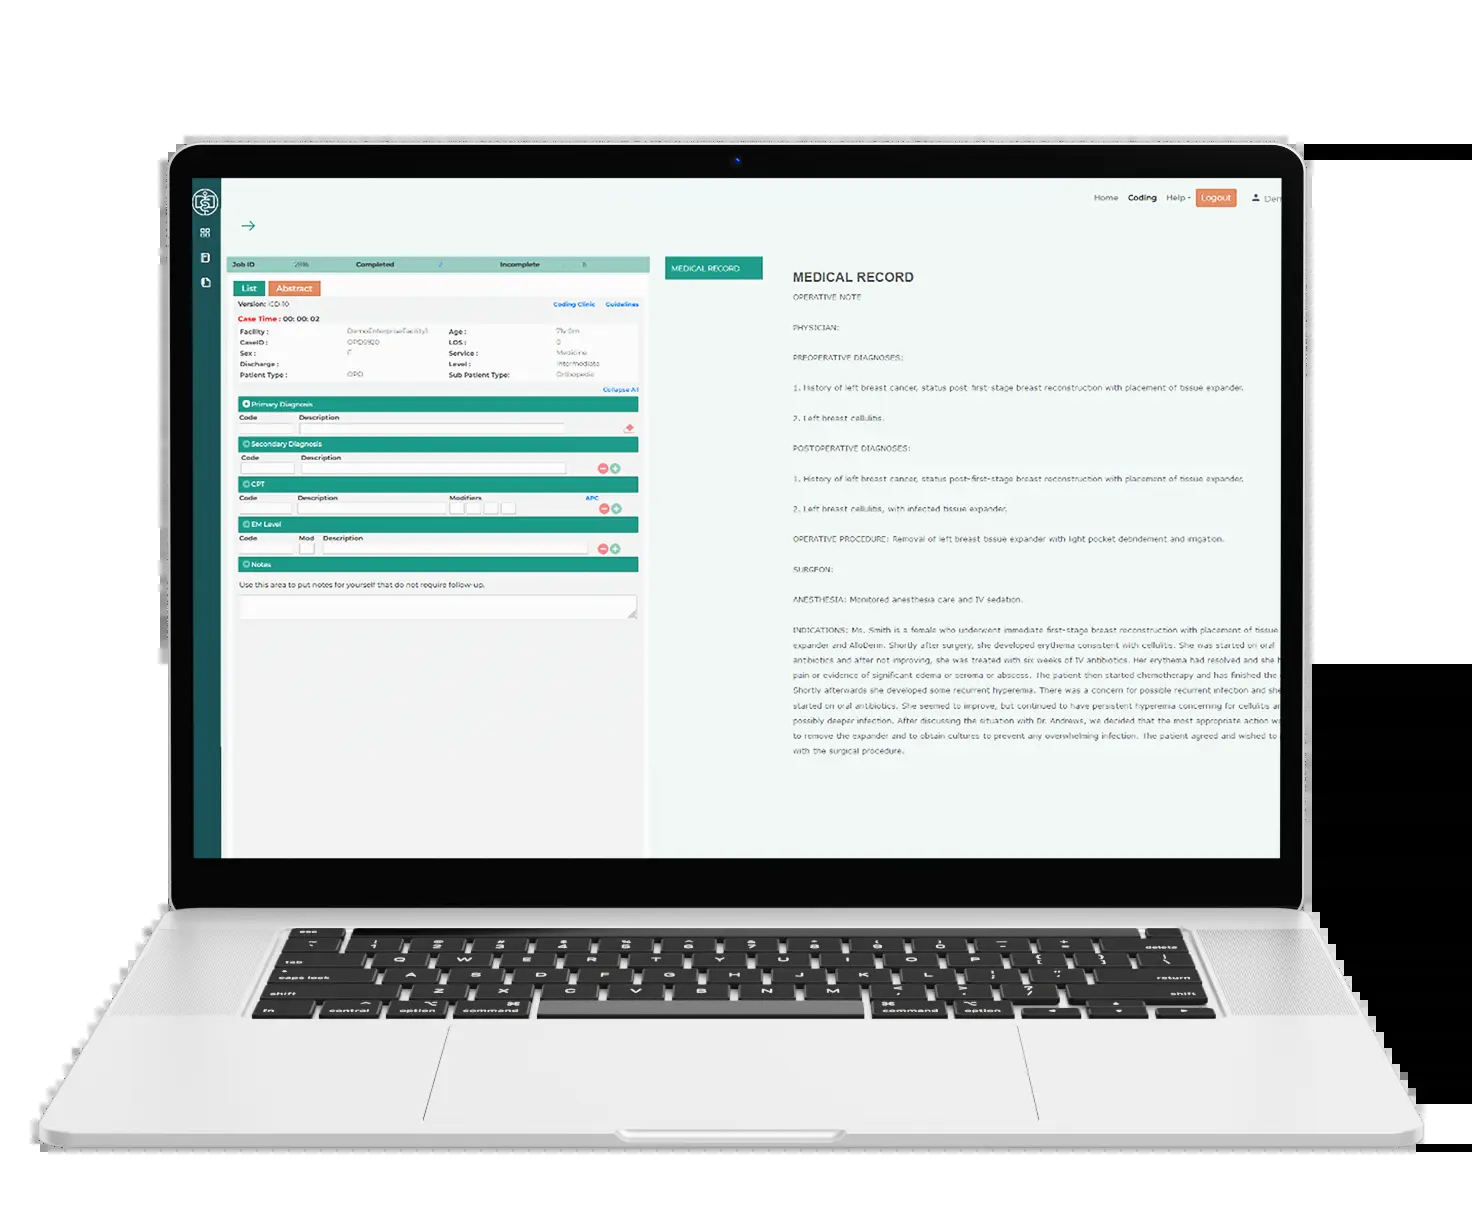 Home Coding Help Logout
Job ID Completed Incomplete
MEDICAL RECORD
List Abstract
Version: ICD-10 Coding Clinic Guidelines
Case Time : 00: 00: 02
Facility : DemoEnterpriseFacility1 Age :
CaseID : LOS : 0
Sex : F Service : Medicine
Discharge : Level : Intermediate
Patient Type : OPD Sub Patient Type: Orthopedic
Collapse All
Primary Diagnosis
Code Description
Secondary Diagnosis
Code Description
CPT
Code Description Modifiers APC
EM Level
Code Mod Description
Notes
Use this area to put notes for yourself that do not require follow-up.
MEDICAL RECORD
OPERATIVE NOTE
PHYSICIAN:
PREOPERATIVE DIAGNOSES:
1. History of left breast cancer, status post-first-stage breast reconstruction with placement of tissue expander.
2. Left breast cellulitis.
POSTOPERATIVE DIAGNOSES:
1. History of left breast cancer, status post-first-stage breast reconstruction with placement of tissue expander.
2. Left breast cellulitis, with infected tissue expander.
OPERATIVE PROCEDURE: Removal of left breast tissue expander with light pocket debridement and irrigation.
SURGEON:
ANESTHESIA: Monitored anesthesia care and IV sedation.
INDICATIONS: Ms. Smith is a female who underwent immediate first-stage breast reconstruction with placement of tissue
expander and AlloDerm. Shortly after surgery, she developed erythema consistent with cellulitis. She was started on oral
antibiotics and after not improving, she was treated with six weeks of IV antibiotics. Her erythema had resolved and she
pain or evidence of significant edema or seroma or abscess. The patient then started chemotherapy and has finished the
Shortly afterwards she developed some recurrent hyperemia. There was a concern for possible recurrent infection and she
started on oral antibiotics. She seemed to improve, but continued to have persistent hyperemia concerning for cellulitis
possibly deeper infection. After discussing the situation with Dr. Andrews, we decided that the most appropriate action
to remove the expander and to obtain cultures to prevent any overwhelming infection. The patient agreed and wished to
with the surgical procedure.
esc
delete
tab Q W E R T Y U I O P
caps lock A S D F G H J K L return
shift Z X C V B N M shift
fn control option command command option